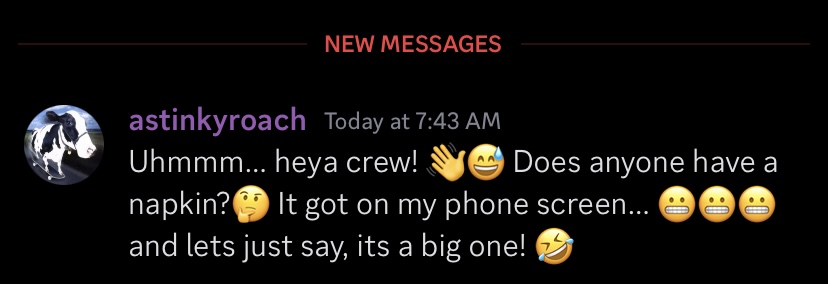 NEW MESSAGES
astinkyroach Today at 7:43 AM
Uhmmm... heya crew! 👋😅 Does anyone have a
napkin?🤔 It got on my phone screen... 😬😬😬
and lets just say, its a big one! 🤣